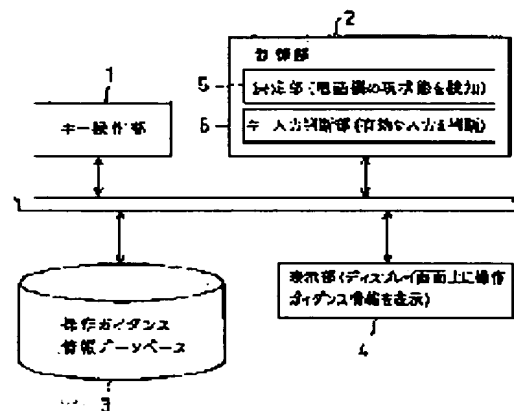 2
制御部
1
キー操作部
5
判定部(電話機の現状態を検知)
6
キー入力判断部(有効な入力を判断)
操作ガイダンス
情報データベース
3
表示部(ディスプレイ画面上に操作
ガイダンス情報を表示)
4